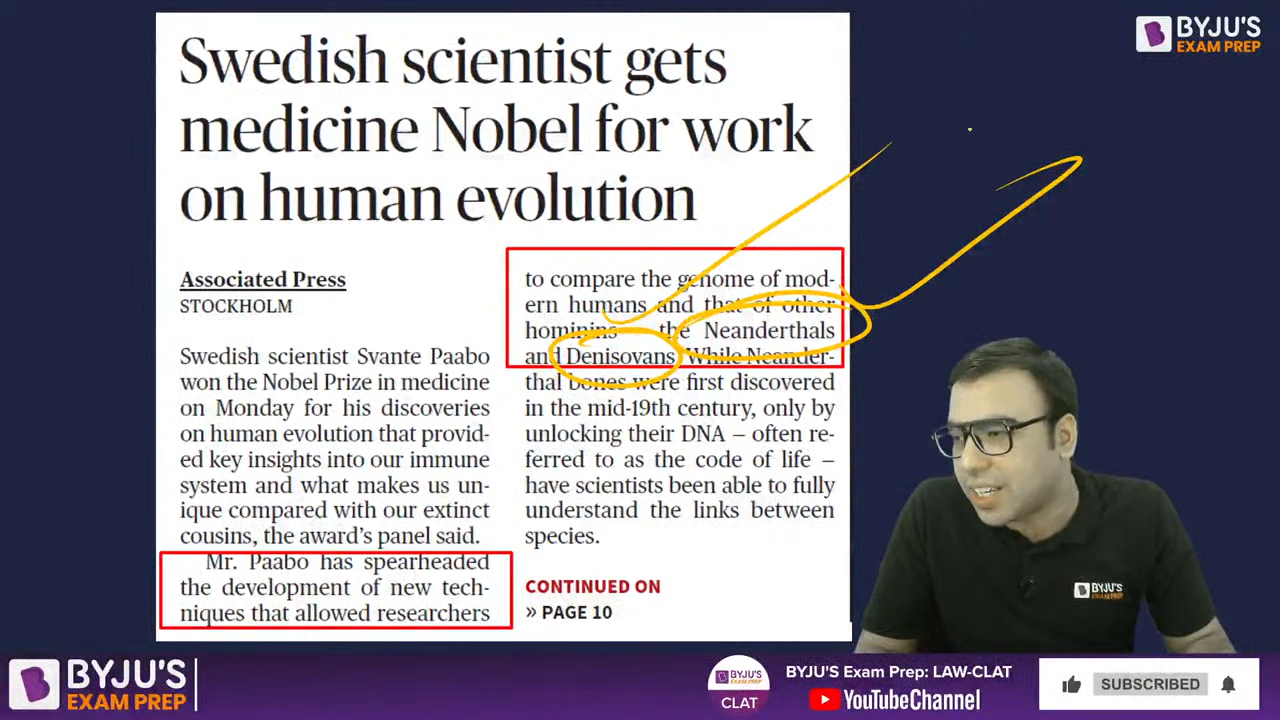 Swedish scientist gets
medicine Nobel for work
on human evolution
Associated Press
STOCKHOLM
Swedish scientist Svante Paabo
won the Nobel Prize in medicine
on Monday for his discoveries
on human evolution that provid-
ed key insights into our immune
system and what makes us un-
ique compared with our extinct
cousins, the award's panel said.
Mr. Paabo has spearheaded
the development of new tech-
niques that allowed researchers
to compare the genome of mod-
ern humans and that of other
hominins the Neanderthals
and Denisovans. While Neander-
thal bones were first discovered
in the mid-19th century, only by
unlocking their DNA – often re-
ferred to as the code of life –
have scientists been able to fully
understand the links between
species.
CONTINUED ON
» PAGE 10
BYJU'S
EXAM PREP
BYJU'S
EXAM PREP
BYJU'S
EXAM PREP
BYJU'S
CLAT
BYJU'S Exam Prep: LAW-CLAT
YouTubeChannel
SUBSCRIBED